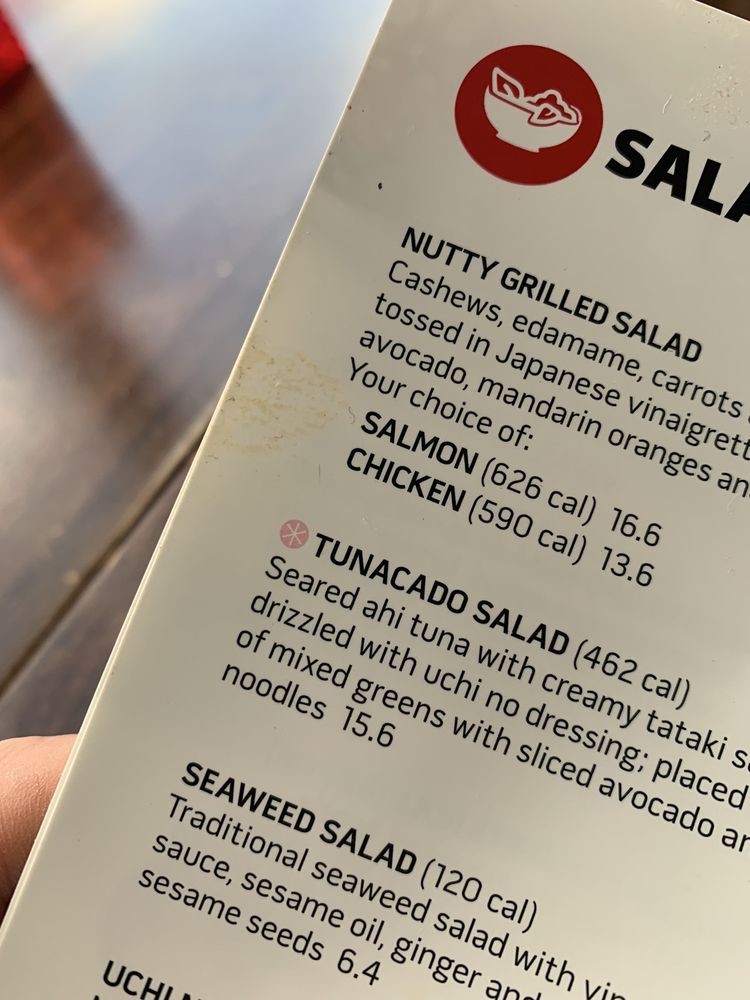 SALA
NUTTY GRILLED SALAD
Cashews, edamame, carrots
tossed in Japanese vinaigrett
avocado, mandarin oranges an
Your choice of:
SALMON (626 cal) 16.6
CHICKEN (590 cal) 13.6
TUNACADO SALAD (462 cal)
Seared ahi tuna with creamy tataki s
drizzled with uchi no dressing; placed
of mixed greens with sliced avocado an
noodles 15.6
SEAWEED SALAD (120 cal)
Traditional seaweed salad with vin
sauce, sesame oil, ginger and
sesame seeds 6.4
UCHI